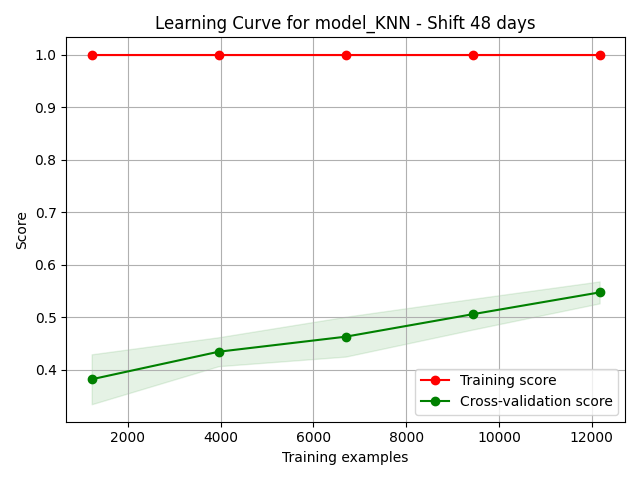 Learning Curve for model_KNN - Shift 48 days
1.0
0.9
0.8
0.7
0.6
0.5
0.4
Score
2000 4000 6000 8000 10000 12000
Training examples
Training score
Cross-validation score